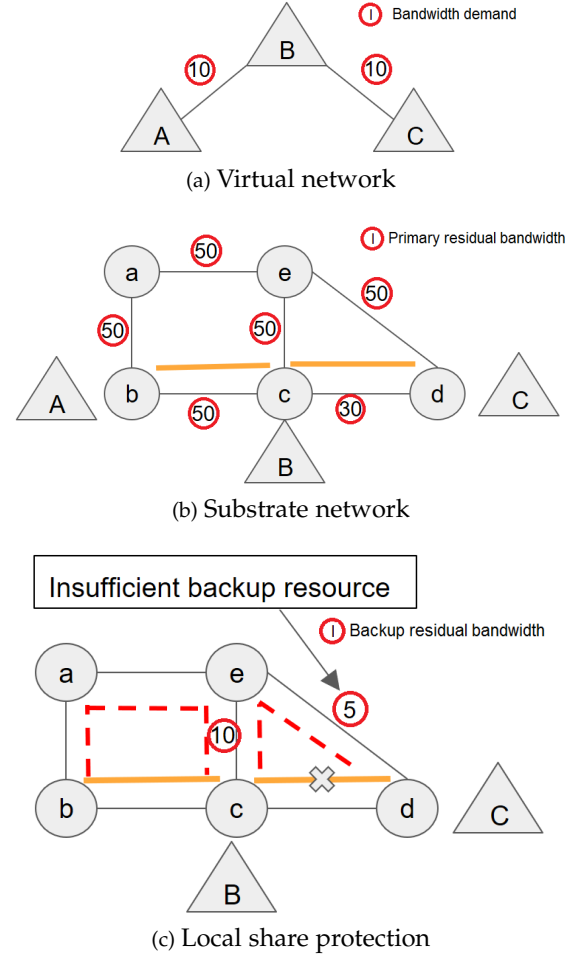 I Bandwidth demand
B
10 10
A C
(a) Virtual network
I Primary residual bandwidth
50
a e
50 50 50
A b c d C
50 30
B
(b) Substrate network
Insufficient backup resource
I Backup residual bandwidth
a e
5
10
b c d C
B
(c) Local share protection